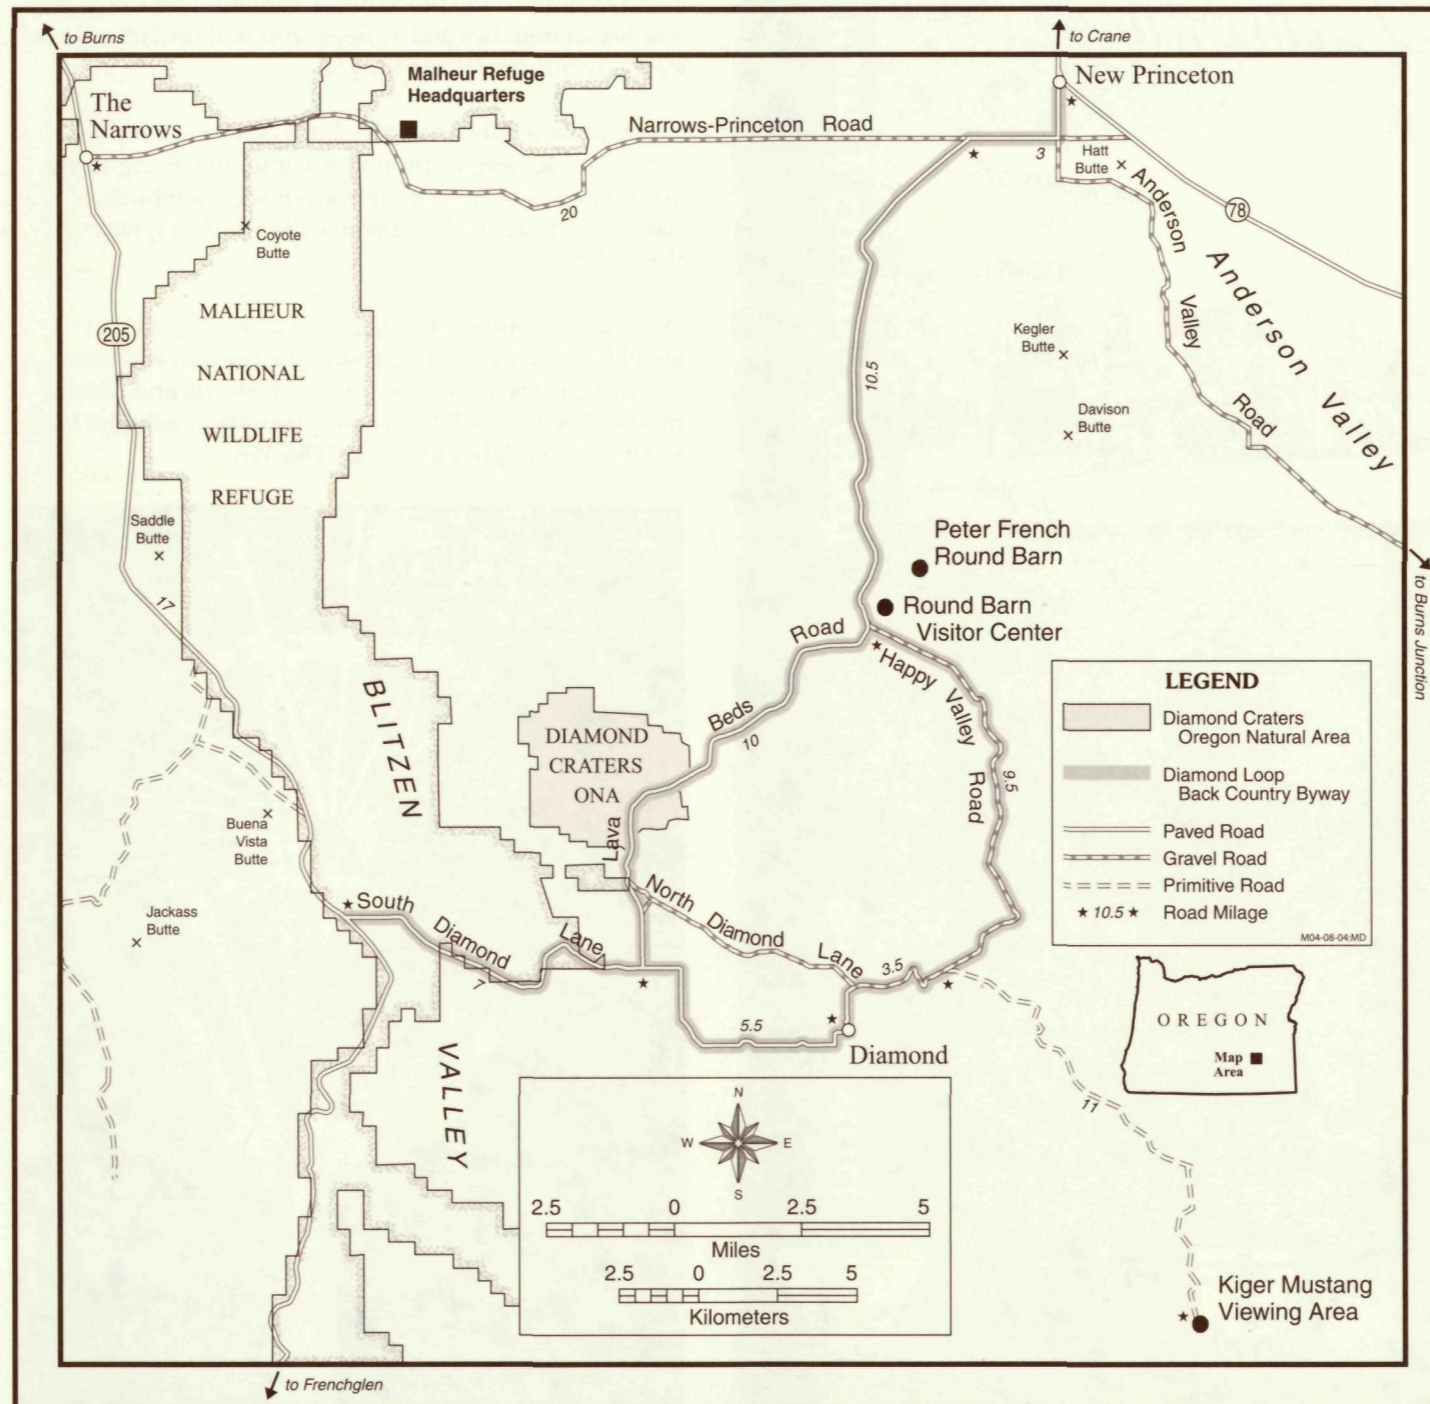 to Burns
to Crane
The
Narrows
Malheur Refuge
Headquarters
New Princeton
Narrows-Princeton Road
3
Hatt
Butte
20
Coyote
Butte
78
Anderson Valley Road
Anderson Valley
MALHEUR
NATIONAL
WILDLIFE
REFUGE
205
10.5
Kegler
Butte
Davison
Butte
Saddle
Butte
17
Peter French
Round Barn
Round Barn
Visitor Center
to Burns Junction
Lava Beds Road
10
Happy Valley Road
9.5
BLITZEN
VALLEY
DIAMOND
CRATERS
ONA
Buena
Vista
Butte
Jackass
Butte
South Diamond Lane
7
North Diamond Lane
3.5
5.5
Diamond
11
LEGEND
Diamond Craters
Oregon Natural Area
Diamond Loop
Back Country Byway
Paved Road
Gravel Road
Primitive Road
★ 10.5 ★ Road Milage
M04-08-04:MD
OREGON
Map
Area
N
W E
S
2.5 0 2.5 5
Miles
2.5 0 2.5 5
Kilometers
Kiger Mustang
Viewing Area
to Frenchglen